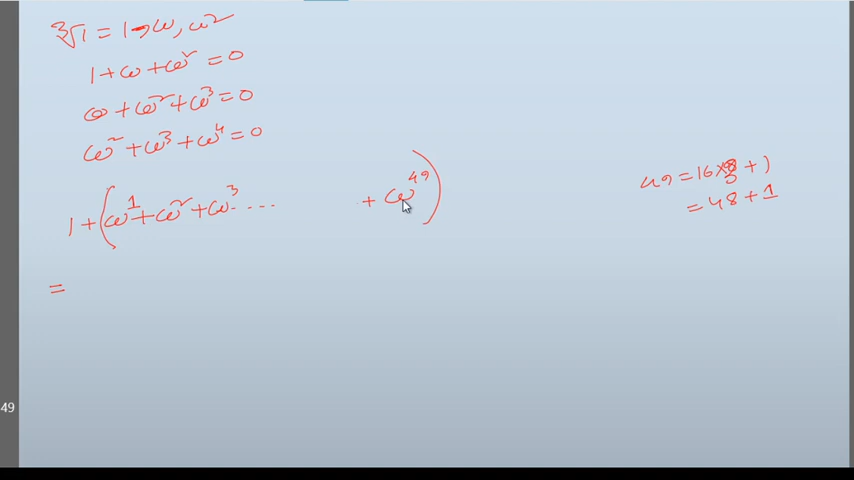 ∛1 = 1→ω, ω²
1 + ω + ω² = 0
ω + ω² + ω³ = 0
ω² + ω³ + ω⁴ = 0
1 + (ω¹ + ω² + ω³ .... + ω⁴⁹)
=
49 = 16×3 + 1
= 48 + 1
49